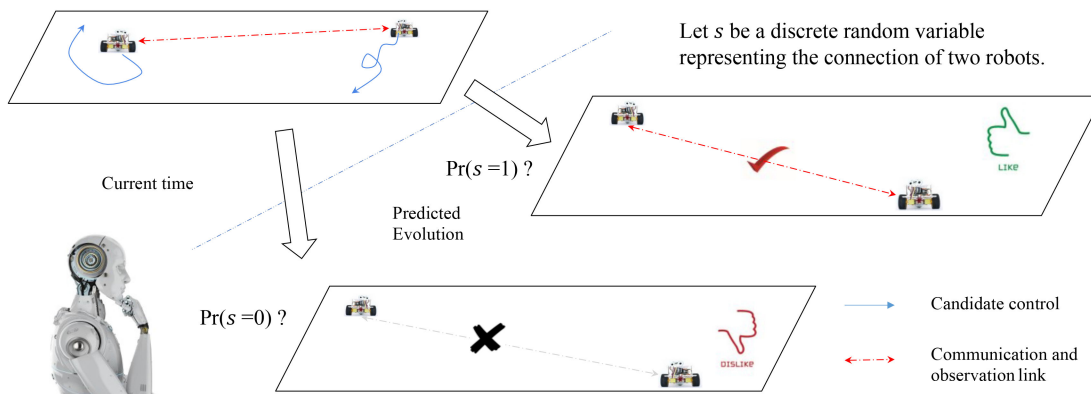 Let s be a discrete random variable
representing the connection of two robots.
Pr(s =1) ?
LIKE
Current time
Predicted
Evolution
Pr(s =0) ?
DISLIKE
Candidate control
Communication and
observation link